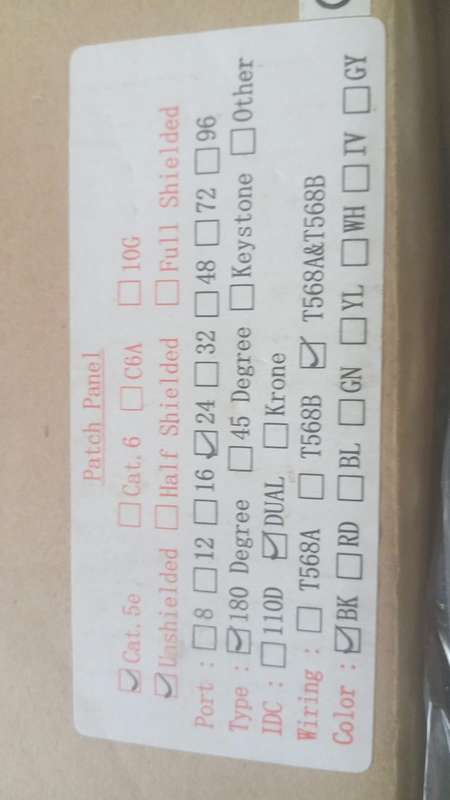 Patch Panel
☑Cat.5e ☐Cat.6 ☐C6A ☐10G
☑Unshielded ☐Half Shielded ☐Full Shielded
Port : ☐8 ☐12 ☐16 ☑24 ☐32 ☐48 ☐72 ☐96
Type : ☑180 Degree ☐45 Degree ☐Keystone ☐Other
IDC : ☐110D ☑DUAL ☐Krone
Wiring : ☐ T568A ☐ T568B ☑ T568A&T568B
Color : ☑BK ☐RD ☐BL ☐GN ☐YL ☐WH ☐IV ☐GY